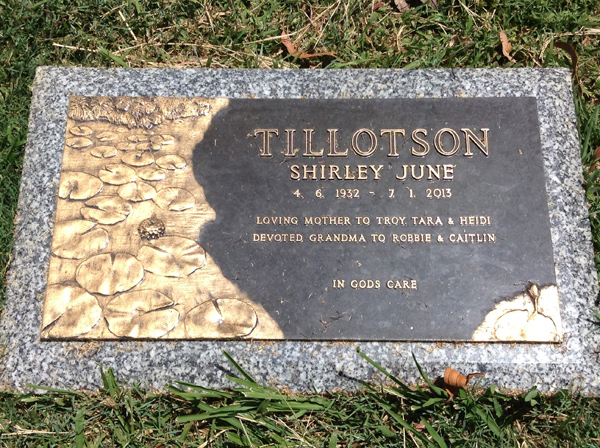 TILLOTSON
SHIRLEY JUNE
4. 6. 1932 - 7. 1. 2013
LOVING MOTHER TO TROY, TARA & HEIDI
DEVOTED GRANDMA TO ROBBIE & CAITLIN
IN GODS CARE